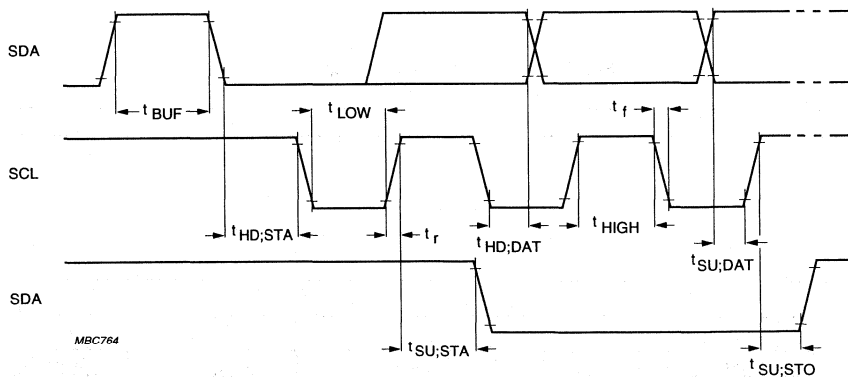 SDA
t BUF
t LOW
t f
SCL
t HD;STA
t r
t HD;DAT
t HIGH
t SU;DAT
SDA
MBC764
t SU;STA
t SU;STO